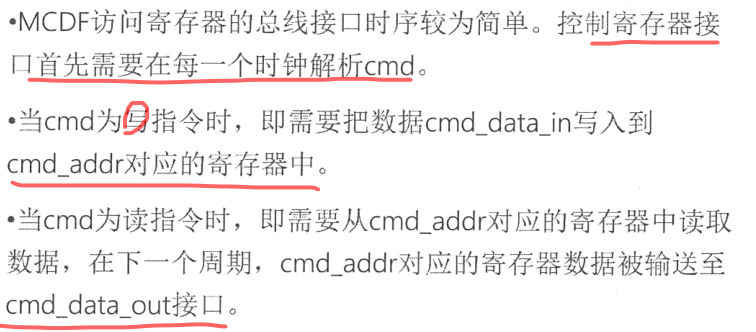 •MCDF访问寄存器的总线接口时序较为简单。控制寄存器接
口首先需要在每一个时钟解析cmd。
•当cmd为写指令时，即需要把数据cmd_data_in写入到
cmd_addr对应的寄存器中。
•当cmd为读指令时，即需要从cmd_addr对应的寄存器中读取
数据，在下一个周期，cmd_addr对应的寄存器数据被输送至
cmd_data_out接口。